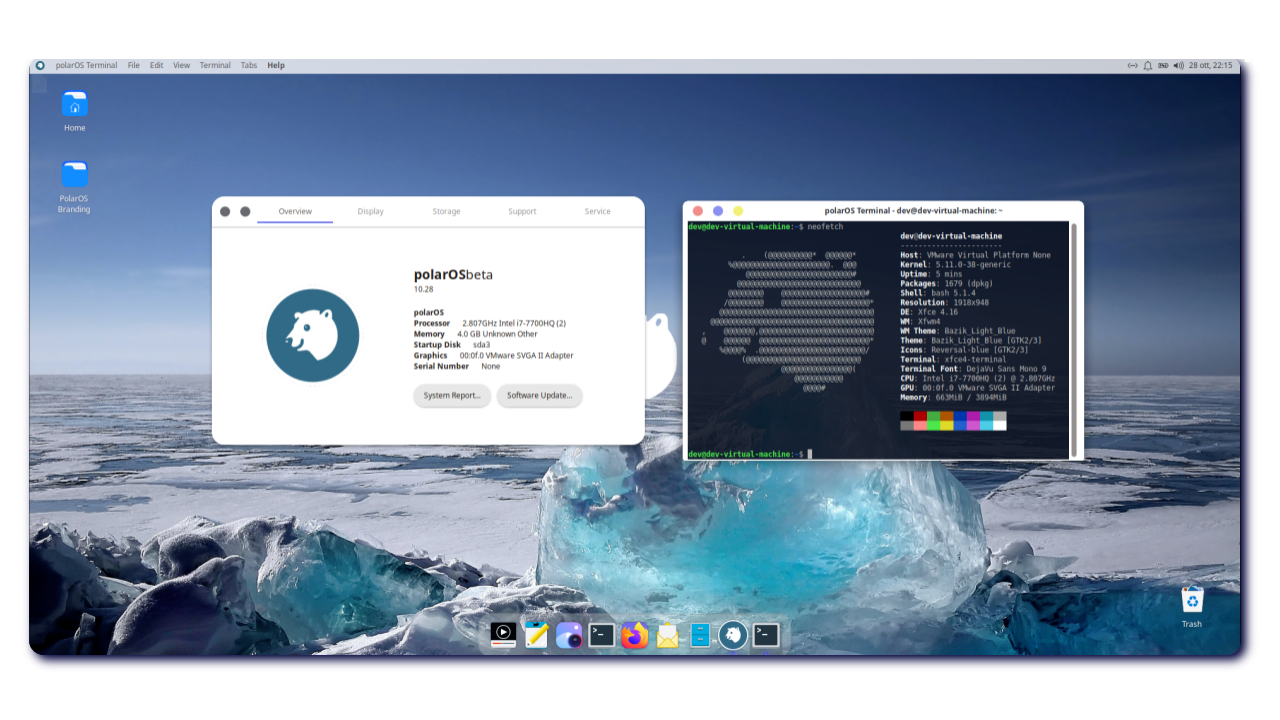 polarOS Terminal File Edit View Terminal Tabs Help
28 ott, 22:15
Home
PolarOS
Branding
Overview Display Storage Support Service
polarOSbeta
10.28
polarOS
Processor 2.807GHz Intel i7-7700HQ (2)
Memory 4.0 GB Unknown Other
Startup Disk sda3
Graphics 00:0f.0 VMware SVGA II Adapter
Serial Number None
System Report... Software Update...
polarOS Terminal - dev@dev-virtual-machine: ~
dev@dev-virtual-machine:~$ neofetch
dev@dev-virtual-machine
-----------------------
Host: VMware Virtual Platform None
Kernel: 5.11.0-38-generic
Uptime: 5 mins
Packages: 1679 (dpkg)
Shell: bash 5.1.4
Resolution: 1918x948
DE: Xfce 4.16
WM: Xfwm4
WM Theme: Bazik_Light_Blue
Theme: Bazik_Light_Blue [GTK2/3]
Icons: Reversal-blue [GTK2/3]
Terminal: xfce4-terminal
Terminal Font: DejaVu Sans Mono 9
CPU: Intel i7-7700HQ (2) @ 2.807GHz
GPU: 00:0f.0 VMware SVGA II Adapter
Memory: 663MiB / 3894MiB
dev@dev-virtual-machine:~$
Trash